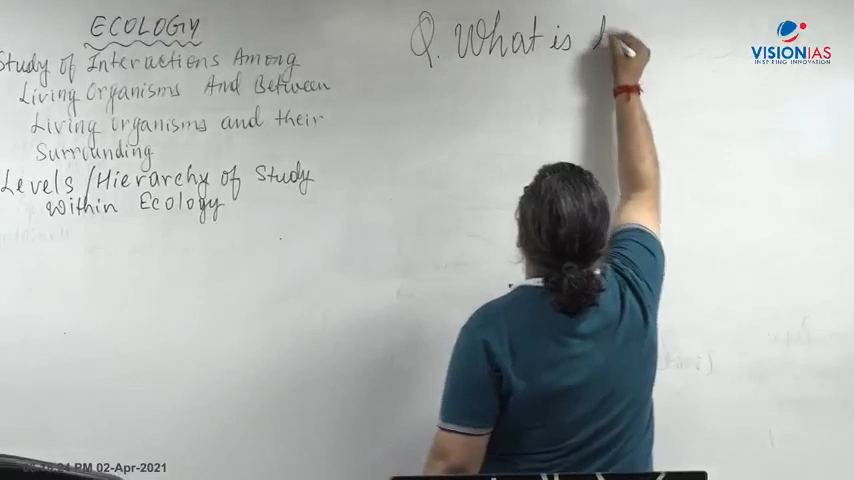 ECOLOGY
Study of Interactions Among
Living Organisms And Between
Living organisms and their
Surrounding
Levels/Hierarchy of Study
within Ecology
Q. What is
VISIONIAS
INSPIRING INNOVATION
PM 02-Apr-2021